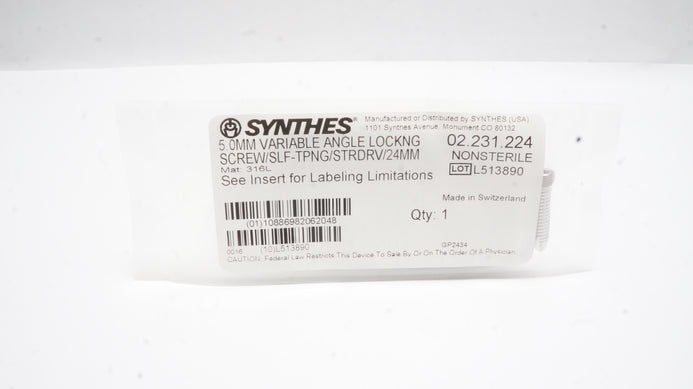 SYNTHES®
Manufactured or Distributed by SYNTHES (USA)
1101 Synthes Avenue, Monument CO 80132
5.0MM VARIABLE ANGLE LOCKNG
SCREW/SLF-TPNG/STRDRV/24MM
Mat: 316L
See Insert for Labeling Limitations
02.231.224
NONSTERILE
LOT L513890
Made in Switzerland
(01)10886982062048
Qty: 1
0016 (10)L513890
GP2434
CAUTION: Federal Law Restricts This Device To Sale By Or On The Order Of A Physician.